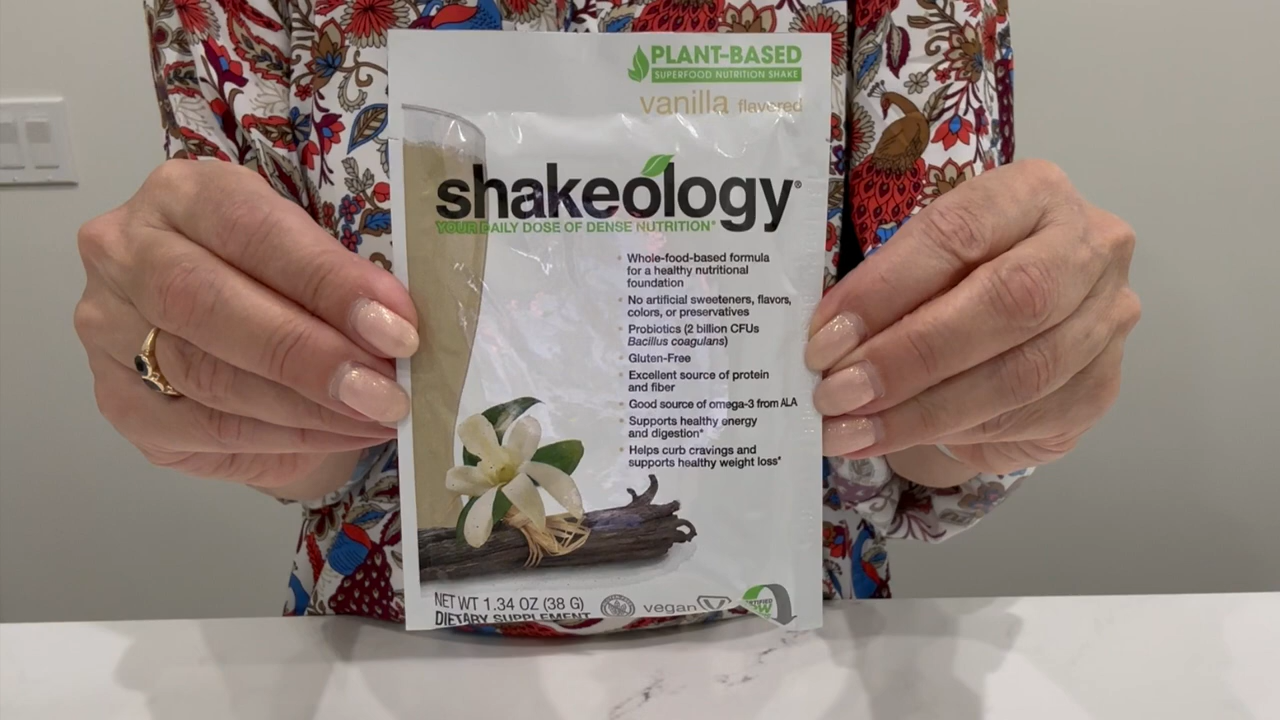 PLANT-BASED
SUPERFOOD NUTRITION SHAKE
vanilla flavored
shakeology®
YOUR DAILY DOSE OF DENSE NUTRITION*
Whole-food-based formula
for a healthy nutritional
foundation
No artificial sweeteners, flavors,
colors, or preservatives
Probiotics (2 billion CFUs
Bacillus coagulans)
Gluten-Free
Excellent source of protein
and fiber
Good source of omega-3 from ALA
Supports healthy energy
and digestion*
Helps curb cravings and
supports healthy weight loss*
NET WT 1.34 OZ (38 G)
vegan
DIETARY SUPPLEMENT